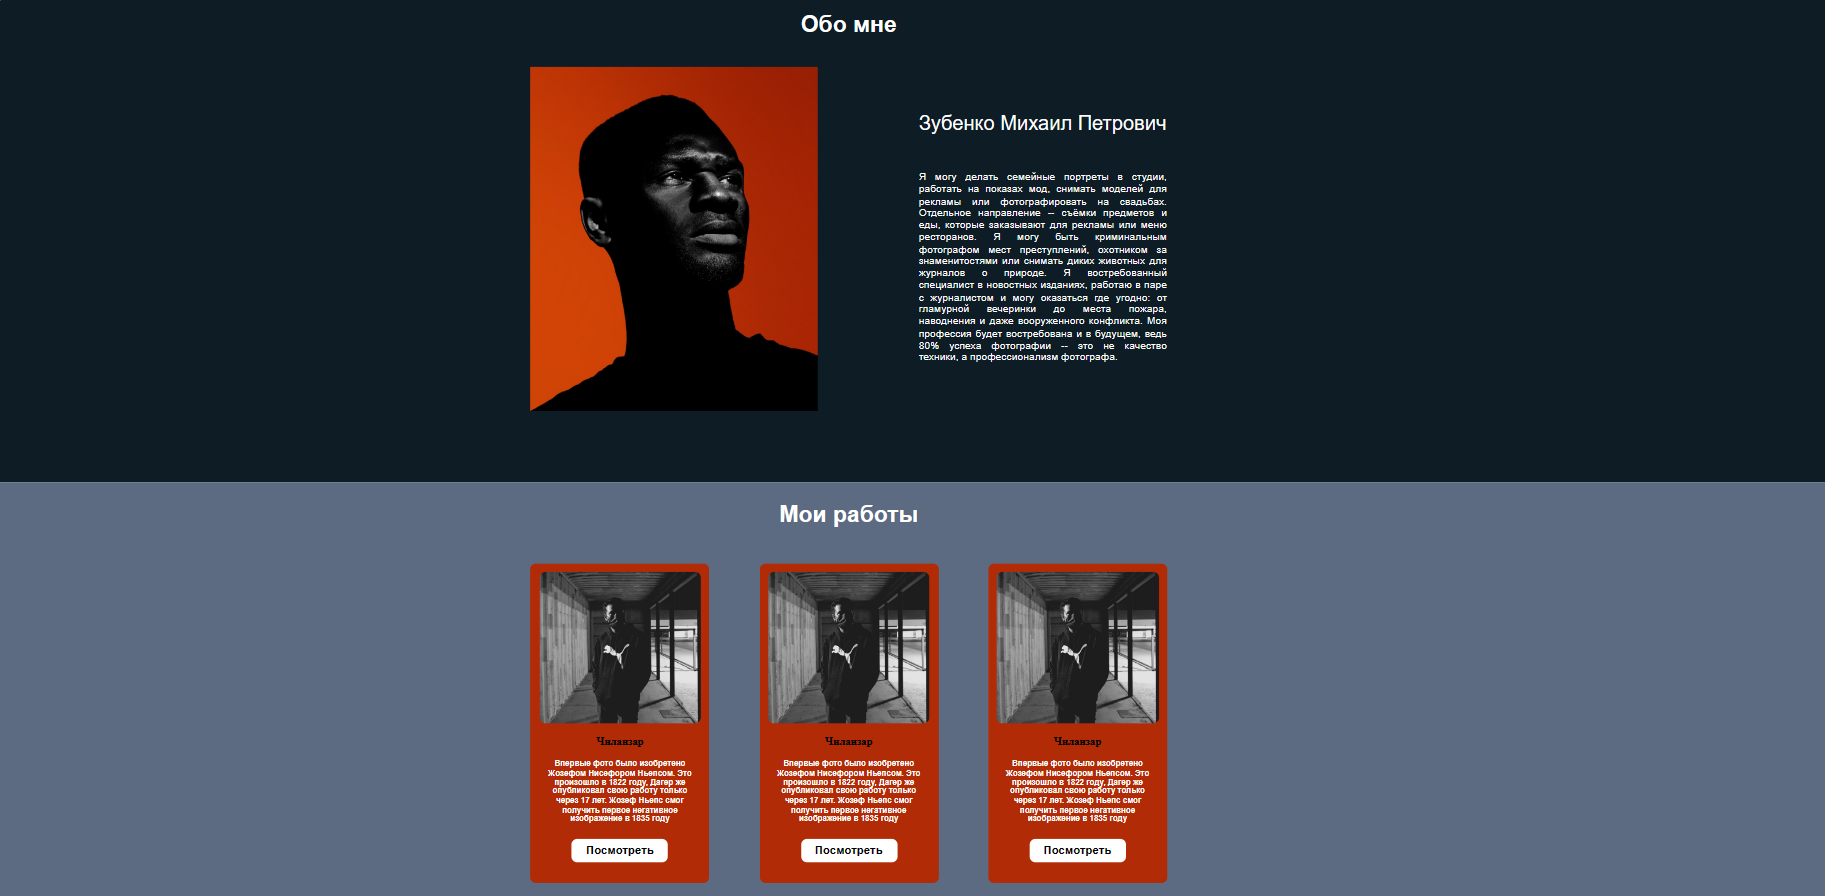 Обо мне
Зубенко Михаил Петрович
Я могу делать семейные портреты в студии,
работать на показах мод, снимать моделей для
рекламы или фотографировать на свадьбах.
Отдельное направление -- съёмки предметов и
еды, которые заказывают для рекламы или меню
ресторанов. Я могу быть криминальным
фотографом мест преступлений, охотником за
знаменитостями или снимать диких животных для
журналов о природе. Я востребованный
специалист в новостных изданиях, работаю в паре
с журналистом и могу оказаться где угодно: от
гламурной вечеринки до места пожара,
наводнения и даже вооруженного конфликта. Моя
профессия будет востребована и в будущем, ведь
80% успеха фотографии -- это не качество
техники, а профессионализм фотографа.
Мои работы
Чиланзар
Впервые фото было изобретено
Жозефом Нисефором Ньепсом. Это
произошло в 1822 году, Дагер же
опубликовал свою работу только
через 17 лет. Жозеф Ньепс смог
получить первое негативное
изображение в 1835 году
Посмотреть
Чиланзар
Впервые фото было изобретено
Жозефом Нисефором Ньепсом. Это
произошло в 1822 году, Дагер же
опубликовал свою работу только
через 17 лет. Жозеф Ньепс смог
получить первое негативное
изображение в 1835 году
Посмотреть
Чиланзар
Впервые фото было изобретено
Жозефом Нисефором Ньепсом. Это
произошло в 1822 году, Дагер же
опубликовал свою работу только
через 17 лет. Жозеф Ньепс смог
получить первое негативное
изображение в 1835 году
Посмотреть